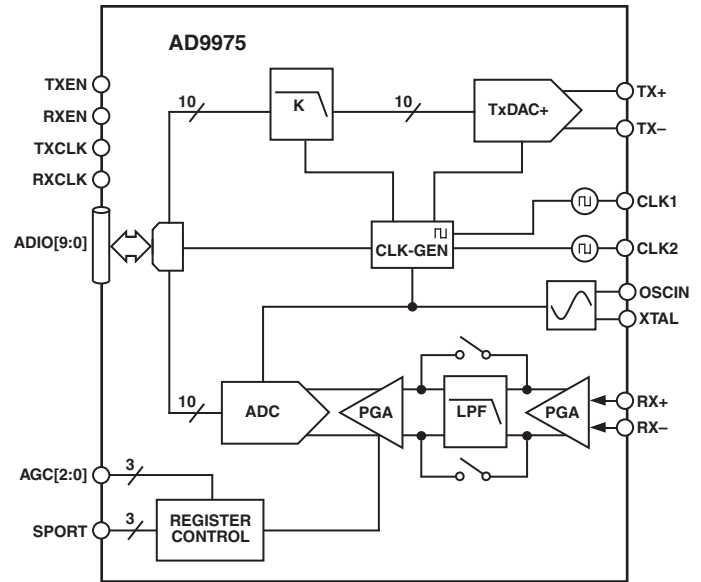 AD9975
TXEN
RXEN
TXCLK
RXCLK
ADIO[9:0]
AGC[2:0]
SPORT
10
K
10
TxDAC+
TX+
TX–
CLK-GEN
CLK1
CLK2
OSCIN
XTAL
10
ADC
PGA
LPF
PGA
RX+
RX–
3
3
REGISTER
CONTROL